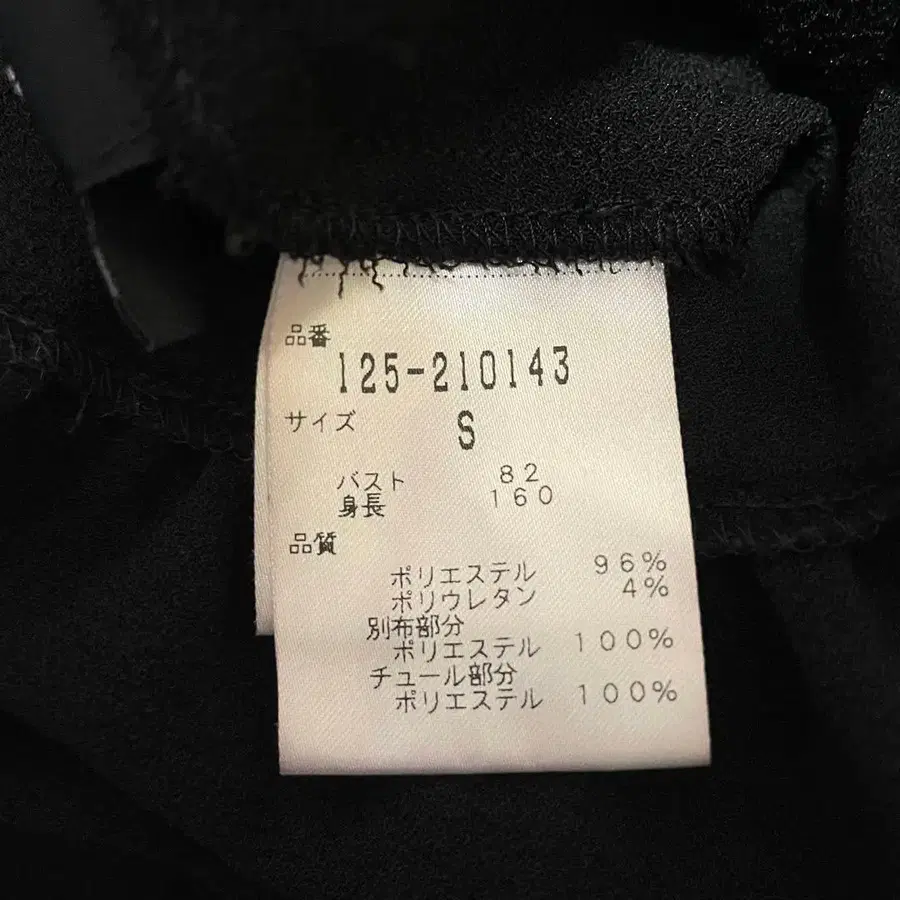 品番
125-210143
サイズ S
バスト 82
身長 160
品質
ポリエステル 96%
ポリウレタン 4%
別布部分
ポリエステル 100%
チュール部分
ポリエステル 100%